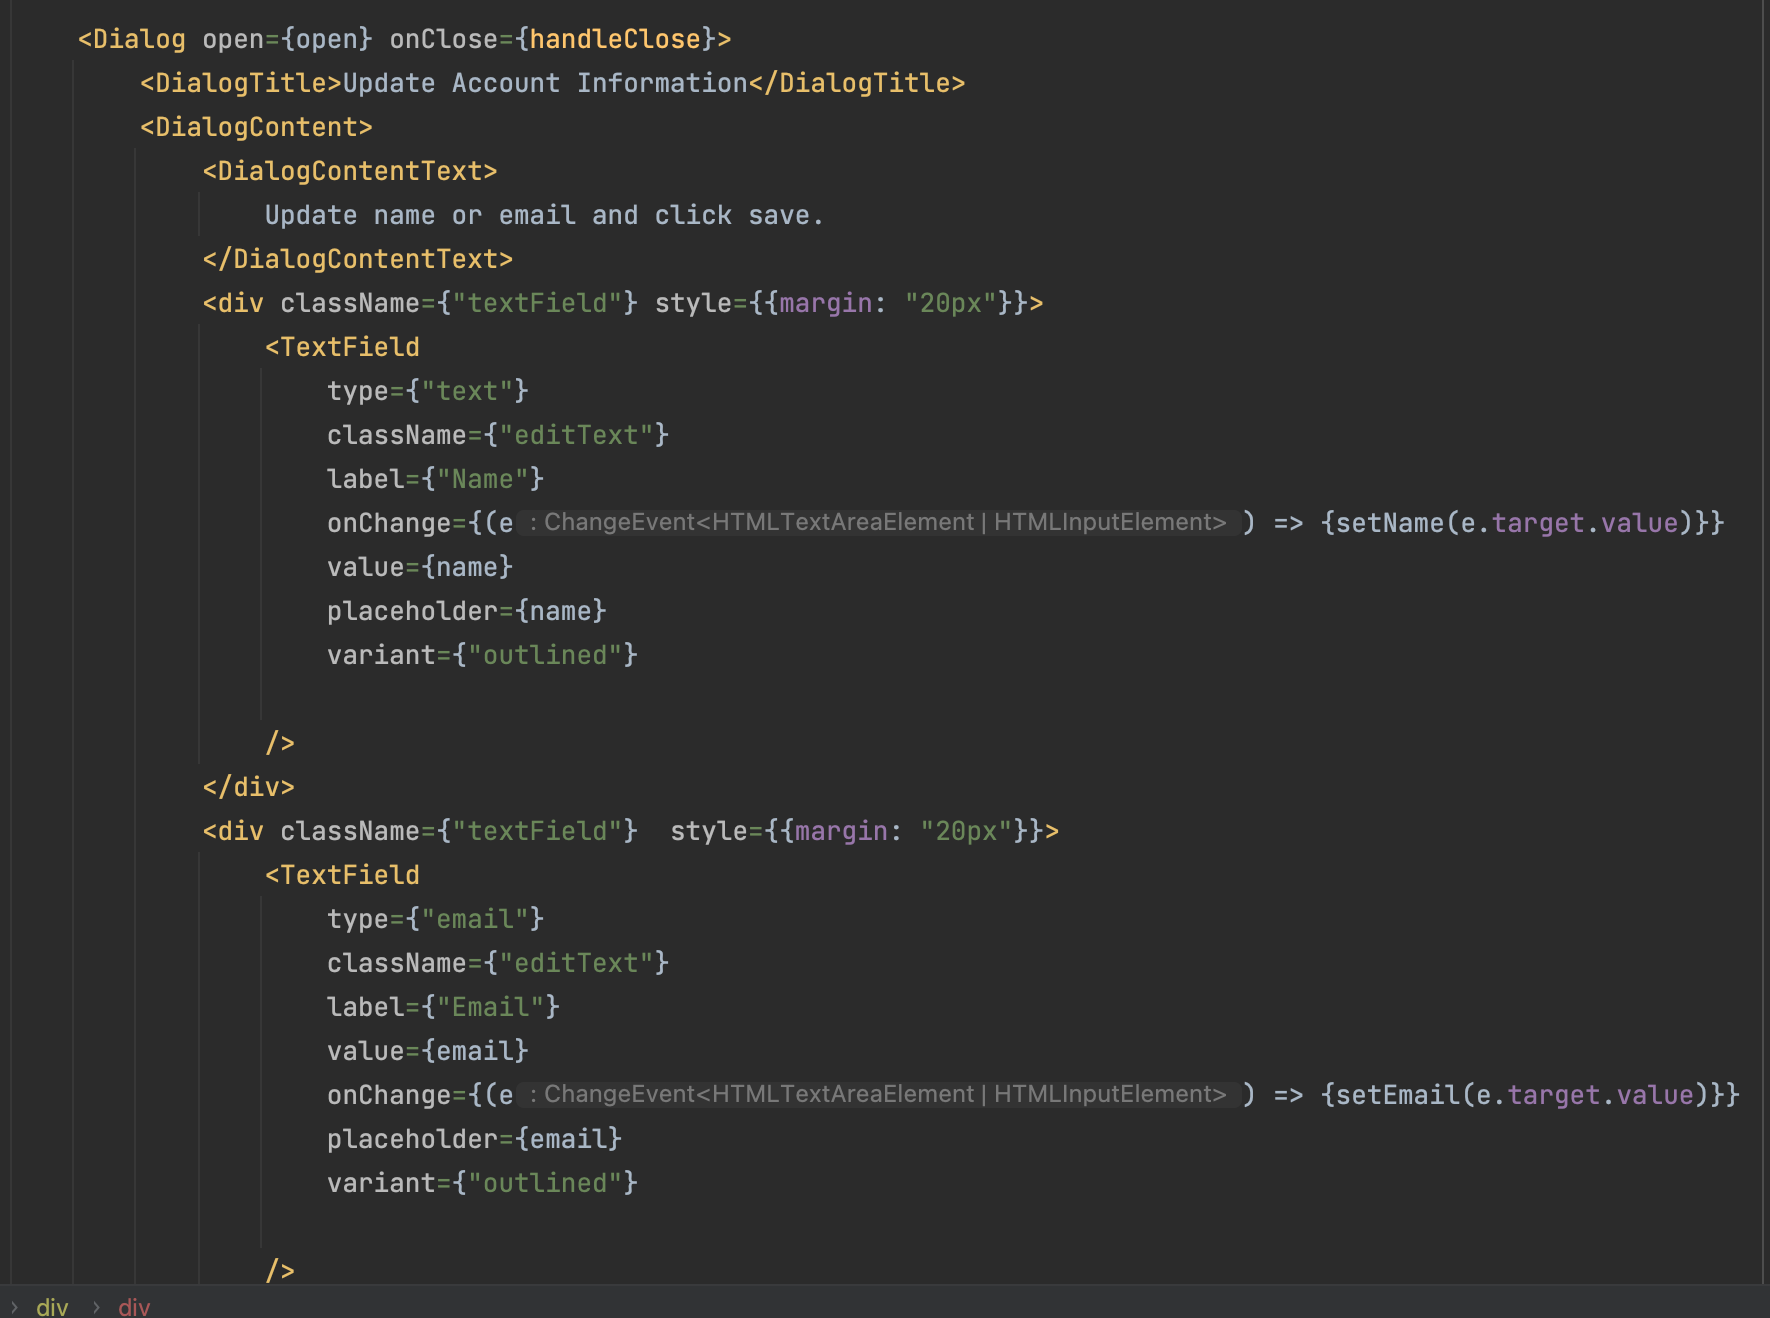 <Dialog open={open} onClose={handleClose}>
<DialogTitle>Update Account Information</DialogTitle>
<DialogContent>
<DialogContentText>
Update name or email and click save.
</DialogContentText>
<div className={"textField"} style={{margin: "20px"}}>
<TextField
type={"text"}
className={"editText"}
label={"Name"}
onChange={(e : ChangeEvent<HTMLTextAreaElement | HTMLInputElement> ) => {setName(e.target.value)}}
value={name}
placeholder={name}
variant={"outlined"}
/>
</div>
<div className={"textField"}  style={{margin: "20px"}}>
<TextField
type={"email"}
className={"editText"}
label={"Email"}
value={email}
onChange={(e : ChangeEvent<HTMLTextAreaElement | HTMLInputElement> ) => {setEmail(e.target.value)}}
placeholder={email}
variant={"outlined"}
/>
› div › div